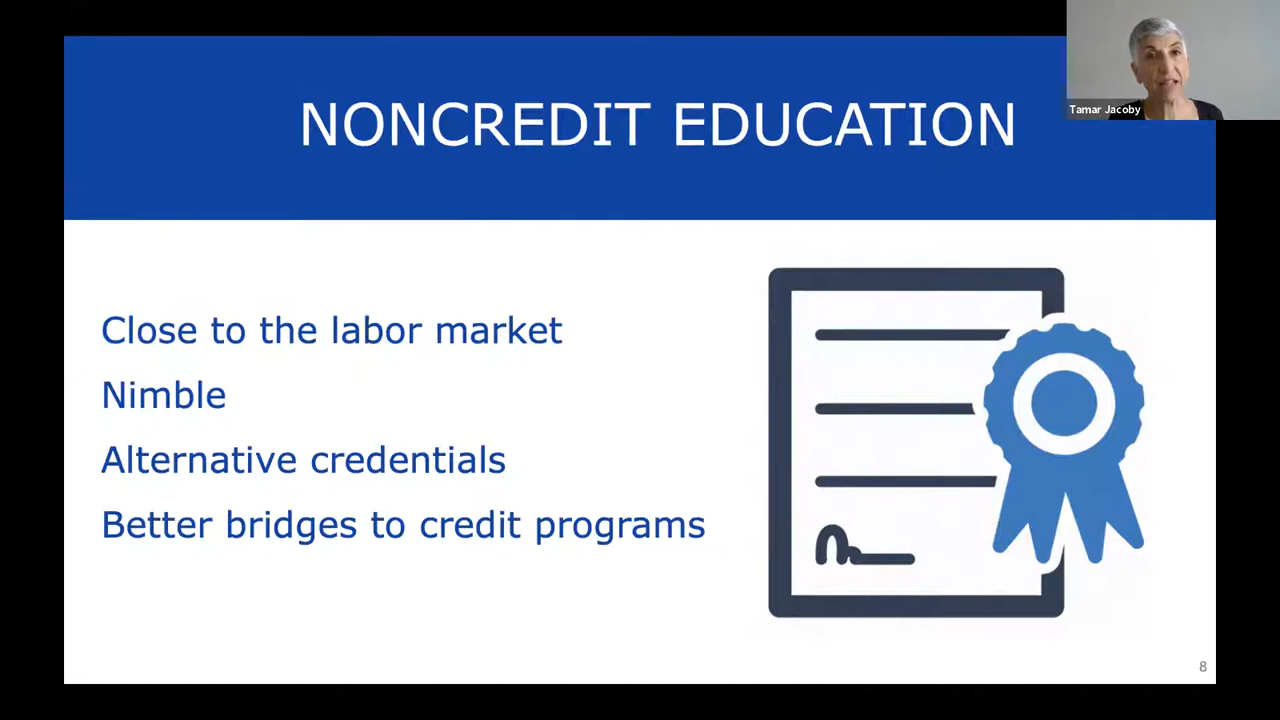 Tamar Jacoby
NONCREDIT EDUCATION
Close to the labor market
Nimble
Alternative credentials
Better bridges to credit programs
8